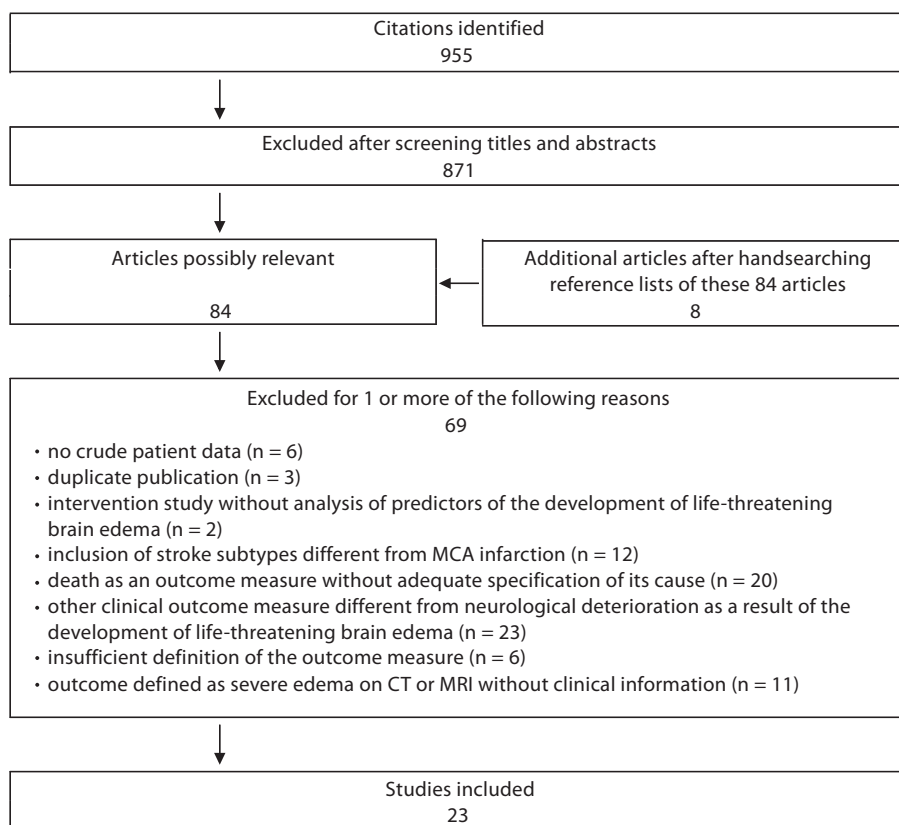 Citations identified
955
Excluded after screening titles and abstracts
871
Articles possibly relevant
84
Additional articles after handsearching
reference lists of these 84 articles
8
Excluded for 1 or more of the following reasons
69
• no crude patient data (n = 6)
• duplicate publication (n = 3)
• intervention study without analysis of predictors of the development of life-threatening
brain edema (n = 2)
• inclusion of stroke subtypes different from MCA infarction (n = 12)
• death as an outcome measure without adequate specification of its cause (n = 20)
• other clinical outcome measure different from neurological deterioration as a result of the
development of life-threatening brain edema (n = 23)
• insufficient definition of the outcome measure (n = 6)
• outcome defined as severe edema on CT or MRI without clinical information (n = 11)
Studies included
23